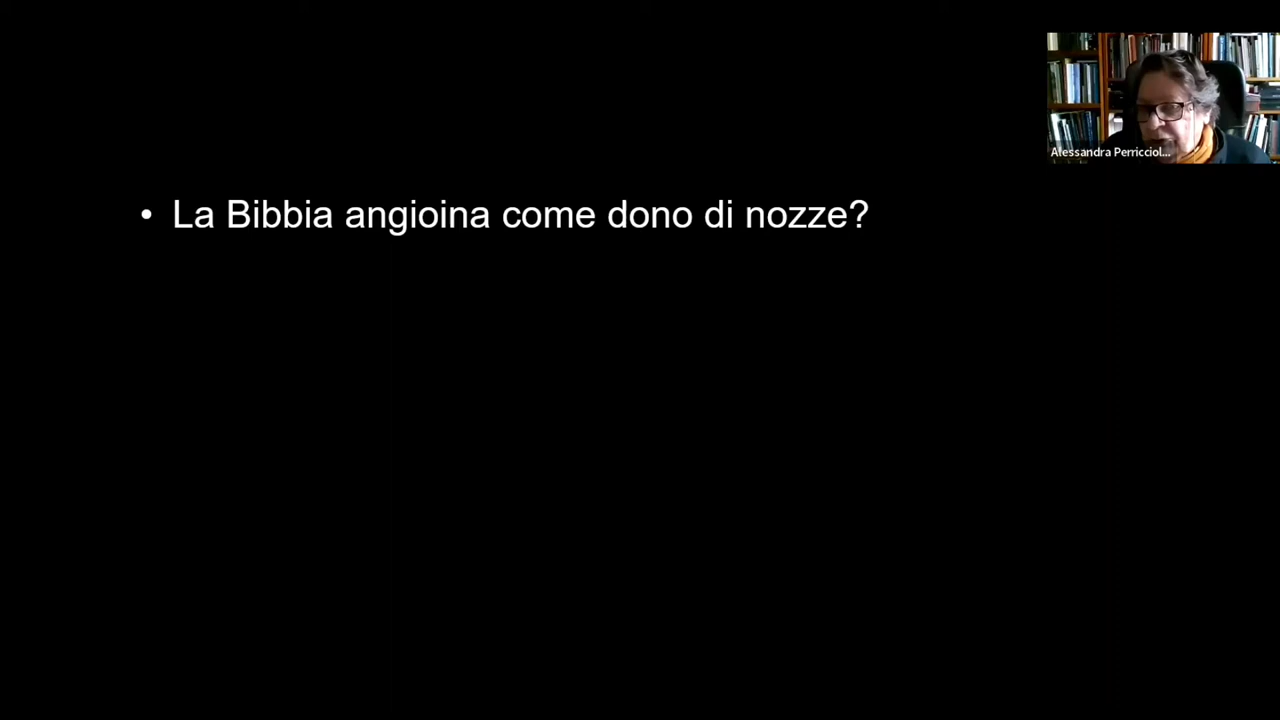 Alessandra Perricciol...
• La Bibbia angioina come dono di nozze?